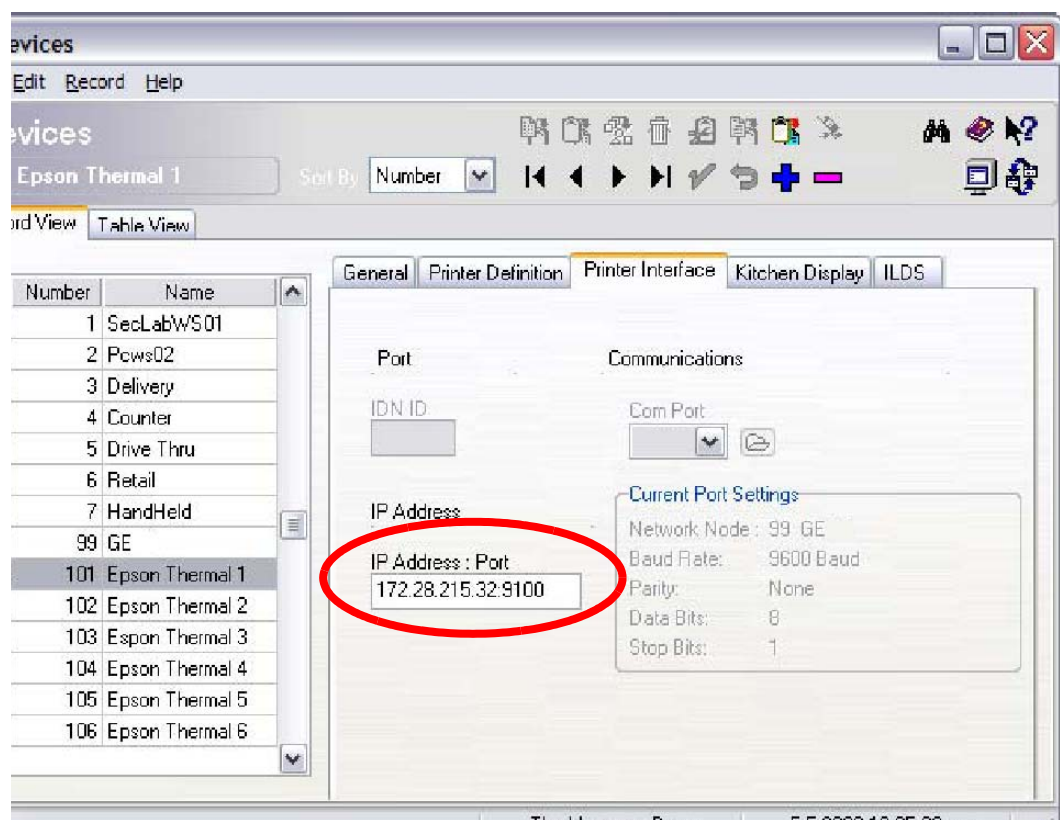 evices
Edit Record Help
evices
Epson Thermal 1
Sort By Number
ord View Table View
Number Name
1 SecLabWS01
2 Pcws02
3 Delivery
4 Counter
5 Drive Thru
6 Retail
7 HandHeld
99 GE
101 Epson Thermal 1
102 Epson Thermal 2
103 Espon Thermal 3
104 Epson Thermal 4
105 Epson Thermal 5
106 Epson Thermal 6
General Printer Definition Printer Interface Kitchen Display ILDS
Port Communications
IDN ID Com Port
IP Address
IP Address : Port
172.28.215.32:9100
Current Port Settings
Network Node : 99 GE
Baud Rate: 9600 Baud
Parity: None
Data Bits: 8
Stop Bits: 1